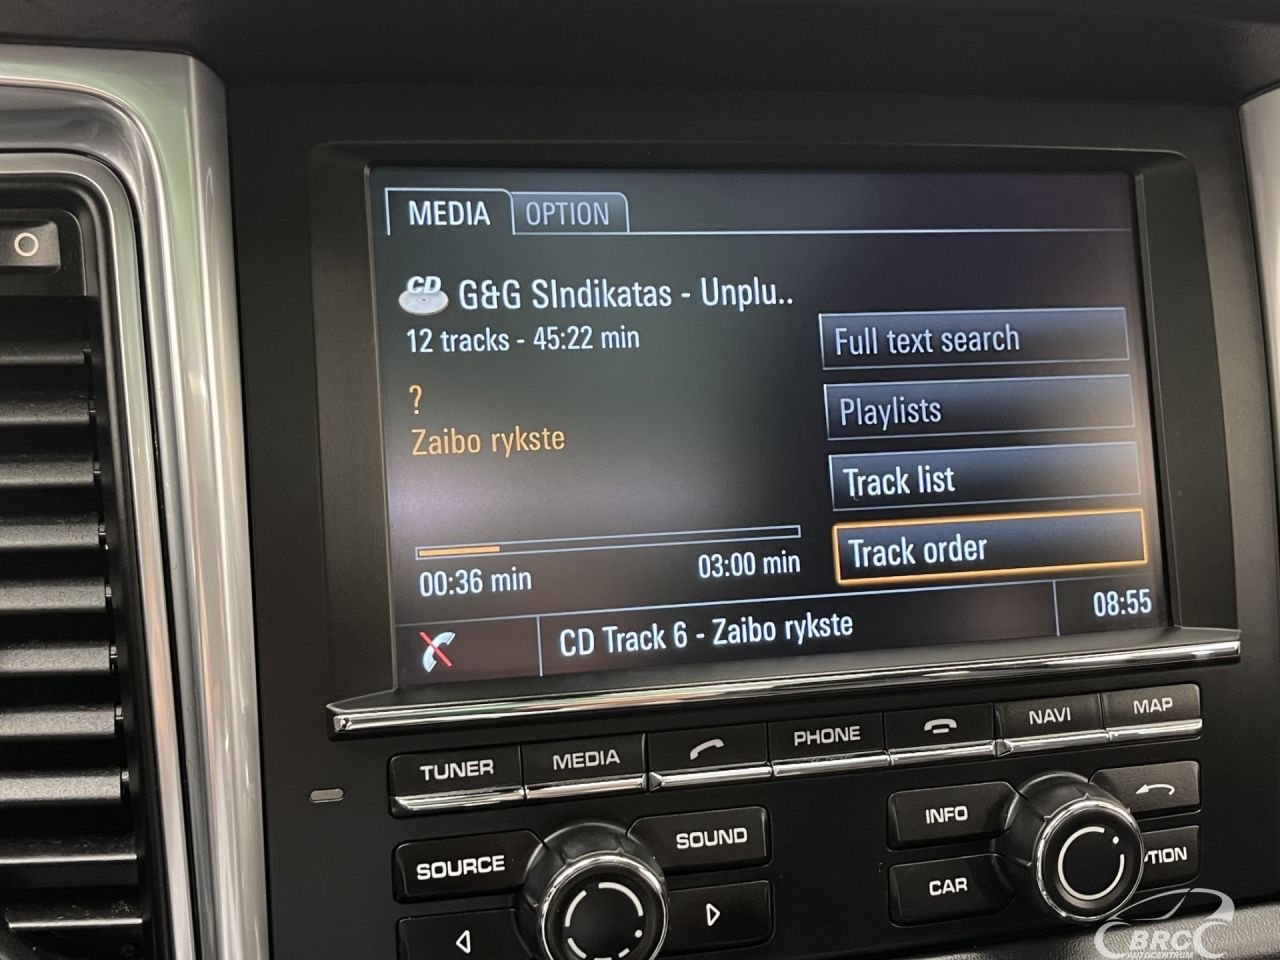 MEDIA
OPTION
CD
G&G SIndikatas - Unplu..
12 tracks - 45:22 min
?
Zaibo rykste
00:36 min
03:00 min
Full text search
Playlists
Track list
Track order
CD Track 6 - Zaibo rykste
08:55
TUNER
MEDIA
PHONE
NAVI
MAP
SOURCE
SOUND
INFO
CAR
TION
BRC
AUTOCENTRUM